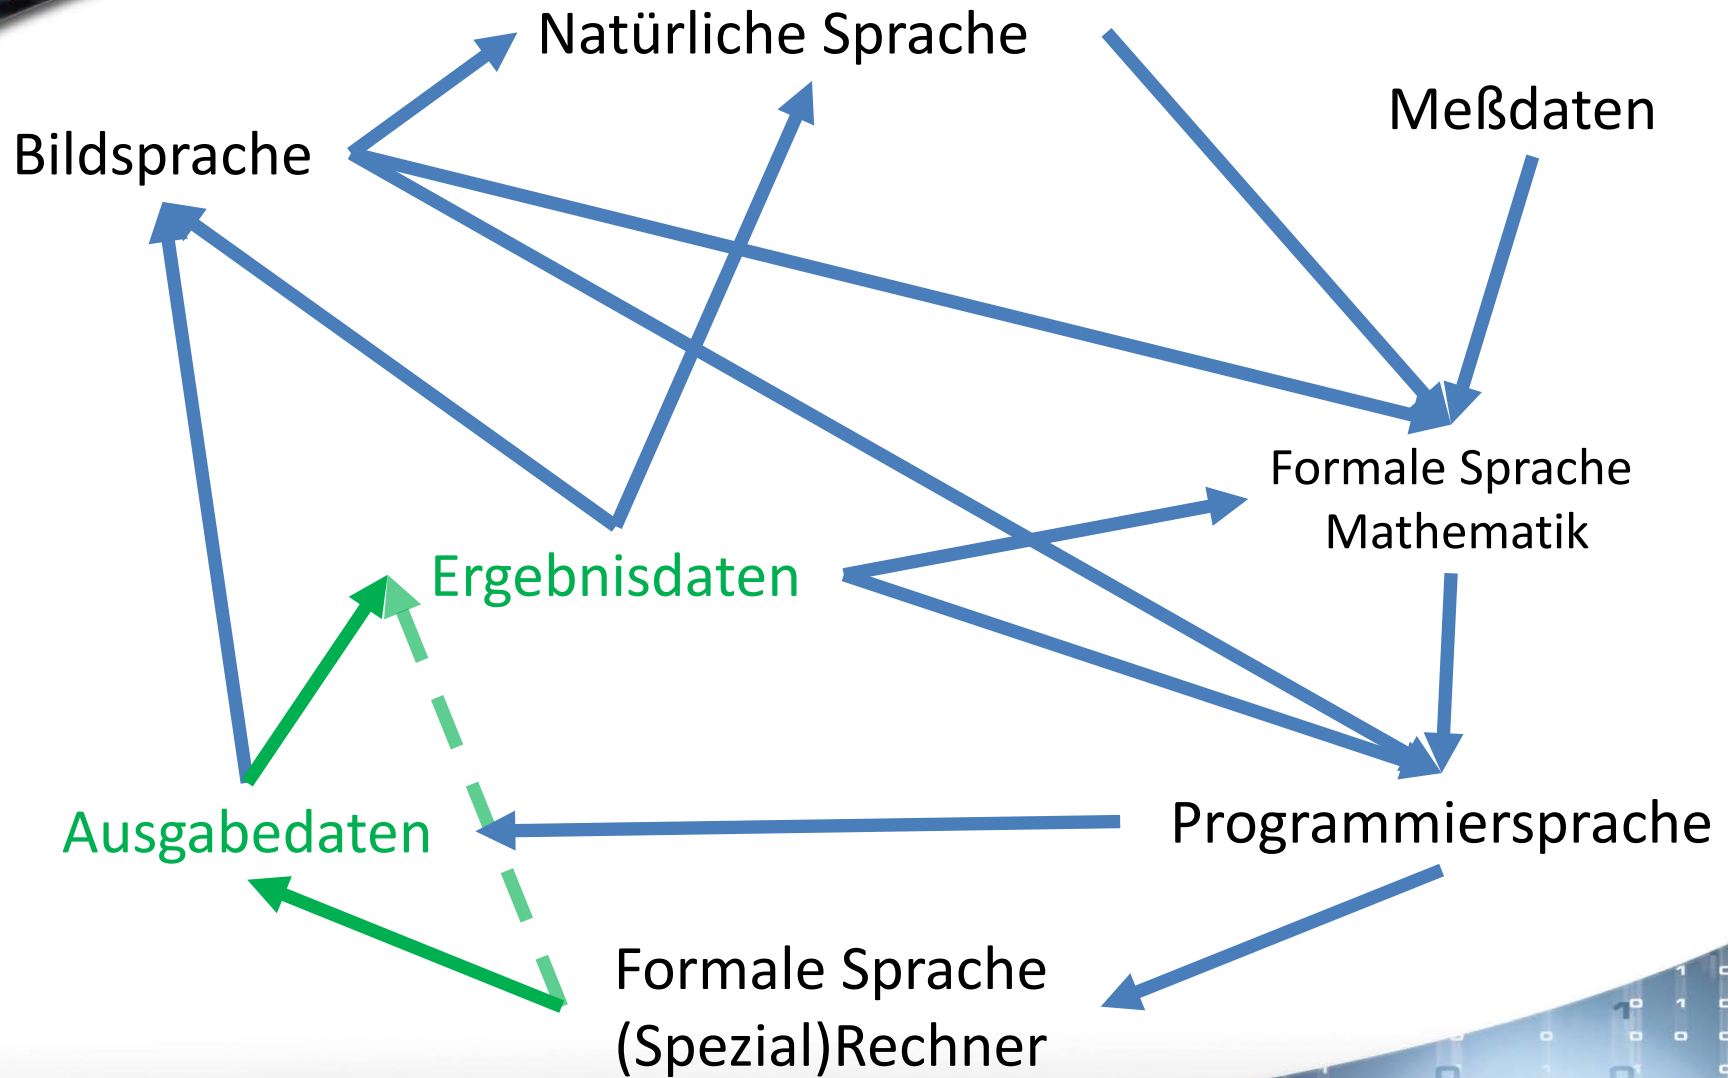 Natürliche Sprache
Meßdaten
Bildsprache
Formale Sprache
Mathematik
Ergebnisdaten
Ausgabedaten
Programmiersprache
Formale Sprache
(Spezial)Rechner